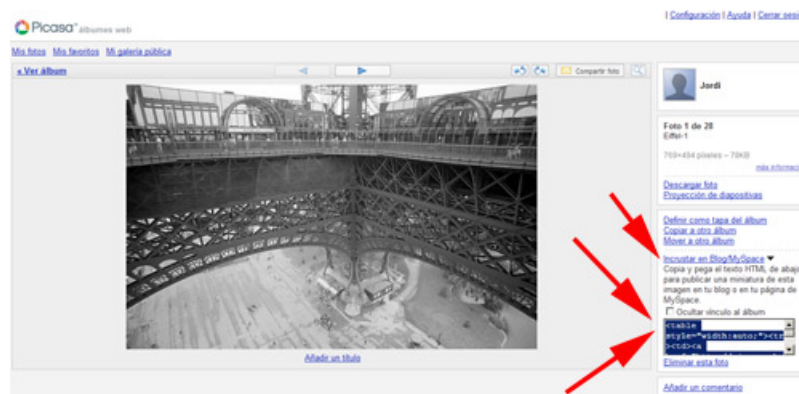 | Configuración | Ayuda | Cerrar sesi
Picasa™ álbumes web
Mis fotos Mis favoritos Mi galería pública
« Ver álbum
Compartir foto
Jordi
Foto 1 de 28
Eiffel-1
769×494 píxeles – 79KB
más informac
Descargar foto
Proyección de diapositivas
Definir como tapa del álbum
Copiar a otro álbum
Mover a otro álbum
Incrustar en Blog/MySpace
Copia y pega el texto HTML de abajo
para publicar una miniatura de esta
imagen en tu blog o en tu página de
MySpace.
Ocultar vínculo al álbum
<table
style="width:auto;"><tr
><td><a
Eliminar esta foto
Añadir un título
Añadir un comentario